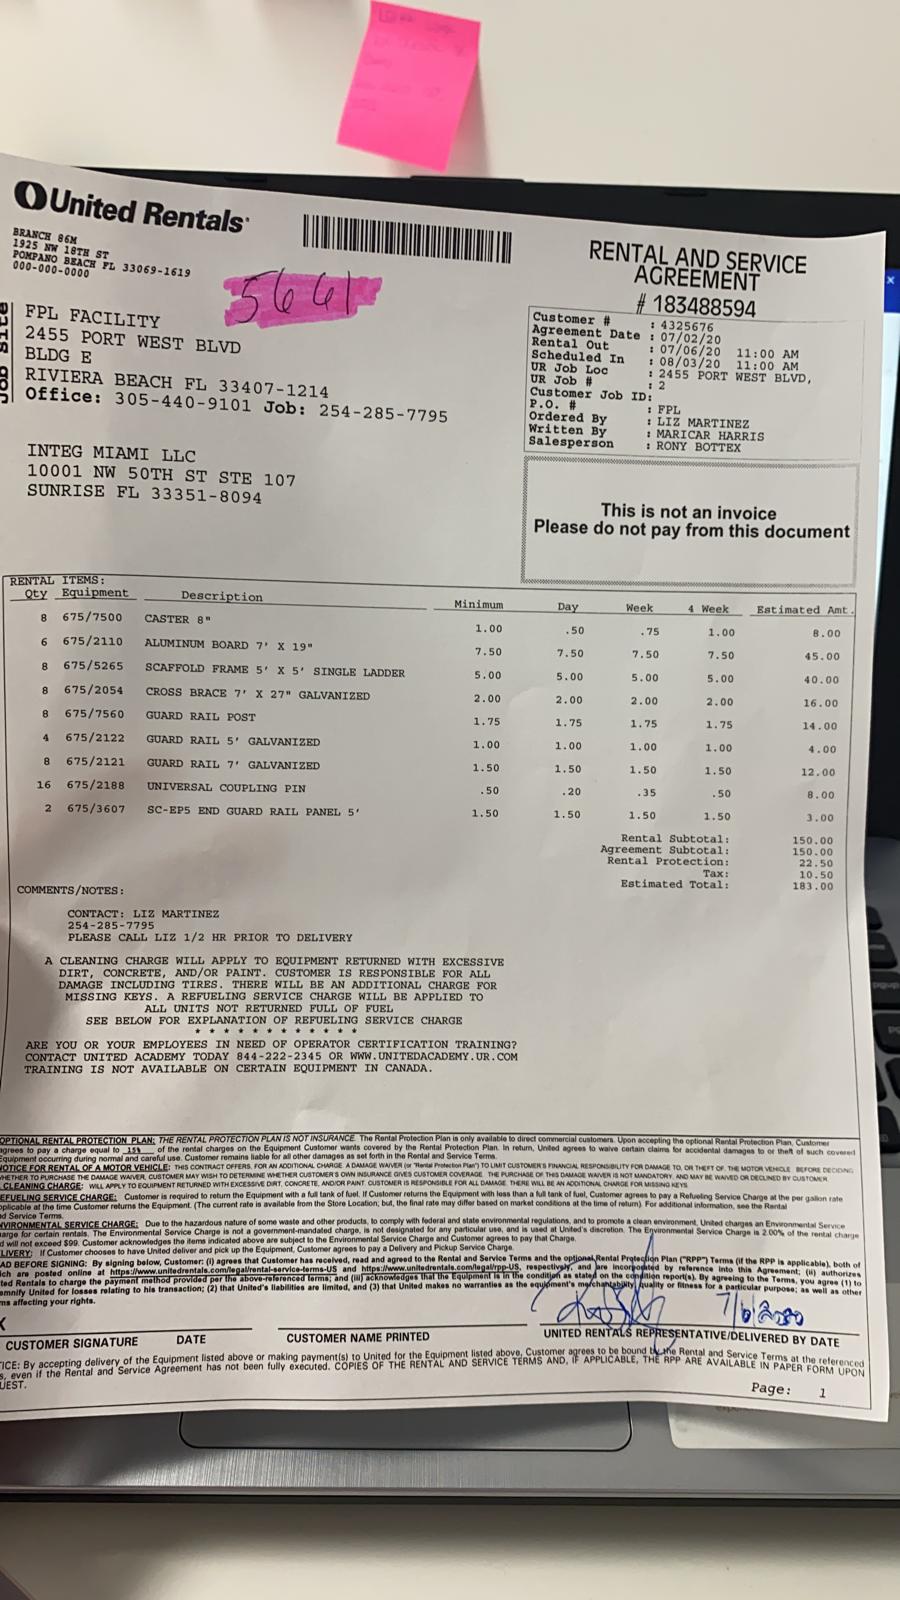 United Rentals
BRANCH 86M
1925 NW 18TH ST
POMPANO BEACH FL 33069-1619
000-000-0000
5661
RENTAL AND SERVICE
AGREEMENT
# 183488594
Job Site
FPL FACILITY
2455 PORT WEST BLVD
BLDG E
RIVIERA BEACH FL 33407-1214
Office: 305-440-9101 Job: 254-285-7795
Customer # : 4325676
Agreement Date : 07/02/20
Rental Out : 07/06/20 11:00 AM
Scheduled In : 08/03/20 11:00 AM
UR Job Loc : 2455 PORT WEST BLVD,
UR Job # : 2
Customer Job ID:
P.O. # : FPL
Ordered By : LIZ MARTINEZ
Written By : MARICAR HARRIS
Salesperson : RONY BOTTEX
INTEG MIAMI LLC
10001 NW 50TH ST STE 107
SUNRISE FL 33351-8094
This is not an invoice
Please do not pay from this document
RENTAL ITEMS:
Qty Equipment Description Minimum Day Week 4 Week Estimated Amt.
8 675/7500 CASTER 8" 1.00 .50 .75 1.00 8.00
6 675/2110 ALUMINUM BOARD 7' X 19" 7.50 7.50 7.50 7.50 45.00
8 675/5265 SCAFFOLD FRAME 5' X 5' SINGLE LADDER 5.00 5.00 5.00 5.00 40.00
8 675/2054 CROSS BRACE 7' X 27" GALVANIZED 2.00 2.00 2.00 2.00 16.00
8 675/7560 GUARD RAIL POST 1.75 1.75 1.75 1.75 14.00
4 675/2122 GUARD RAIL 5' GALVANIZED 1.00 1.00 1.00 1.00 4.00
8 675/2121 GUARD RAIL 7' GALVANIZED 1.50 1.50 1.50 1.50 12.00
16 675/2188 UNIVERSAL COUPLING PIN .50 .20 .35 .50 8.00
2 675/3607 SC-EP5 END GUARD RAIL PANEL 5' 1.50 1.50 1.50 1.50 3.00
Rental Subtotal: 150.00
Agreement Subtotal: 150.00
Rental Protection: 22.50
Tax: 10.50
Estimated Total: 183.00
COMMENTS/NOTES:
CONTACT: LIZ MARTINEZ
254-285-7795
PLEASE CALL LIZ 1/2 HR PRIOR TO DELIVERY
A CLEANING CHARGE WILL APPLY TO EQUIPMENT RETURNED WITH EXCESSIVE
DIRT, CONCRETE, AND/OR PAINT. CUSTOMER IS RESPONSIBLE FOR ALL
DAMAGE INCLUDING TIRES. THERE WILL BE AN ADDITIONAL CHARGE FOR
MISSING KEYS. A REFUELING SERVICE CHARGE WILL BE APPLIED TO
ALL UNITS NOT RETURNED FULL OF FUEL
SEE BELOW FOR EXPLANATION OF REFUELING SERVICE CHARGE
* * * * * * * * * * * *
ARE YOU OR YOUR EMPLOYEES IN NEED OF OPERATOR CERTIFICATION TRAINING?
CONTACT UNITED ACADEMY TODAY 844-222-2345 OR WWW.UNITEDACADEMY.UR.COM
TRAINING IS NOT AVAILABLE ON CERTAIN EQUIPMENT IN CANADA.
OPTIONAL RENTAL PROTECTION PLAN: THE RENTAL PROTECTION PLAN IS NOT INSURANCE. The Rental Protection Plan is only available to direct commercial customers. Upon accepting the optional Rental Protection Plan, Customer
agrees to pay a charge equal to 15% of the rental charges on the Equipment Customer wants covered by the Rental Protection Plan. In return, United agrees to waive certain claims for accidental damages to or theft of such covered
Equipment occurring during normal and careful use. Customer remains liable for all other damages as set forth in the Rental and Service Terms.
NOTICE FOR RENTAL OF A MOTOR VEHICLE: THIS CONTRACT OFFERS, FOR AN ADDITIONAL CHARGE A DAMAGE WAIVER (or "Rental Protection Plan") TO LIMIT CUSTOMER'S FINANCIAL RESPONSIBILITY FOR DAMAGE TO, OR THEFT OF, THE MOTOR VEHICLE. BEFORE DECIDING
WHETHER TO PURCHASE THE DAMAGE WAIVER, CUSTOMER MAY WISH TO DETERMINE WHETHER CUSTOMER'S OWN INSURANCE GIVES CUSTOMER COVERAGE. THE PURCHASE OF THIS DAMAGE WAIVER IS NOT MANDATORY, AND MAY BE WAIVED OR DECLINED BY CUSTOMER.
CLEANING CHARGE: WILL APPLY TO EQUIPMENT RETURNED WITH EXCESSIVE DIRT, CONCRETE, AND/OR PAINT. CUSTOMER IS RESPONSIBLE FOR ALL DAMAGE. THERE WILL BE AN ADDITIONAL CHARGE FOR MISSING KEYS
REFUELING SERVICE CHARGE: Customer is required to return the Equipment with a full tank of fuel. If Customer returns the Equipment with less than a full tank of fuel, Customer agrees to pay a Refueling Service Charge at the per gallon rate
applicable at the time Customer returns the Equipment. (The current rate is available from the Store Location; but, the final rate may differ based on market conditions at the time of return). For additional information, see the Rental
d Service Terms.
NVIRONMENTAL SERVICE CHARGE: Due to the hazardous nature of some waste and other products, to comply with federal and state environmental regulations, and to promote a clean environment, United charges an Environmental Service
arge for certain rentals. The Environmental Service Charge is not a government-mandated charge, is not designated for any particular use, and is used at United's discretion. The Environmental Service Charge is 2.00% of the rental charge
d will not exceed $99. Customer acknowledges the items indicated above are subject to the Environmental Service Charge and Customer agrees to pay that Charge.
LIVERY: If Customer chooses to have United deliver and pick up the Equipment, Customer agrees to pay a Delivery and Pickup Service Charge.
AD BEFORE SIGNING: By signing below, Customer: (i) agrees that Customer has received, read and agreed to the Rental and Service Terms and the optional Rental Protection Plan ("RPP") Terms (if the RPP is applicable), both of
ich are posted online at https://www.unitedrentals.com/legal/rental-service-terms-US and https://www.unitedrentals.com/legal/rpp-US, respectively, and are incorporated by reference into this Agreement; (ii) authorizes
ted Rentals to charge the payment method provided per the above-referenced terms; and (iii) acknowledges that the Equipment is in the condition as stated on the condition report(s). By agreeing to the Terms, you agree (1) to
emnify United for losses relating to his transaction; (2) that United's liabilities are limited, and (3) that United makes no warranties as to the equipment's merchantability, quality or fitness for a particular purpose; as well as other
ms affecting your rights.
7/6/2020
X
CUSTOMER SIGNATURE DATE CUSTOMER NAME PRINTED UNITED RENTALS REPRESENTATIVE/DELIVERED BY DATE
TICE: By accepting delivery of the Equipment listed above or making payment(s) to United for the Equipment listed above, Customer agrees to be bound by the Rental and Service Terms at the referenced
s, even if the Rental and Service Agreement has not been fully executed. COPIES OF THE RENTAL AND SERVICE TERMS AND, IF APPLICABLE, THE RPP ARE AVAILABLE IN PAPER FORM UPON
UEST.
Page: 1